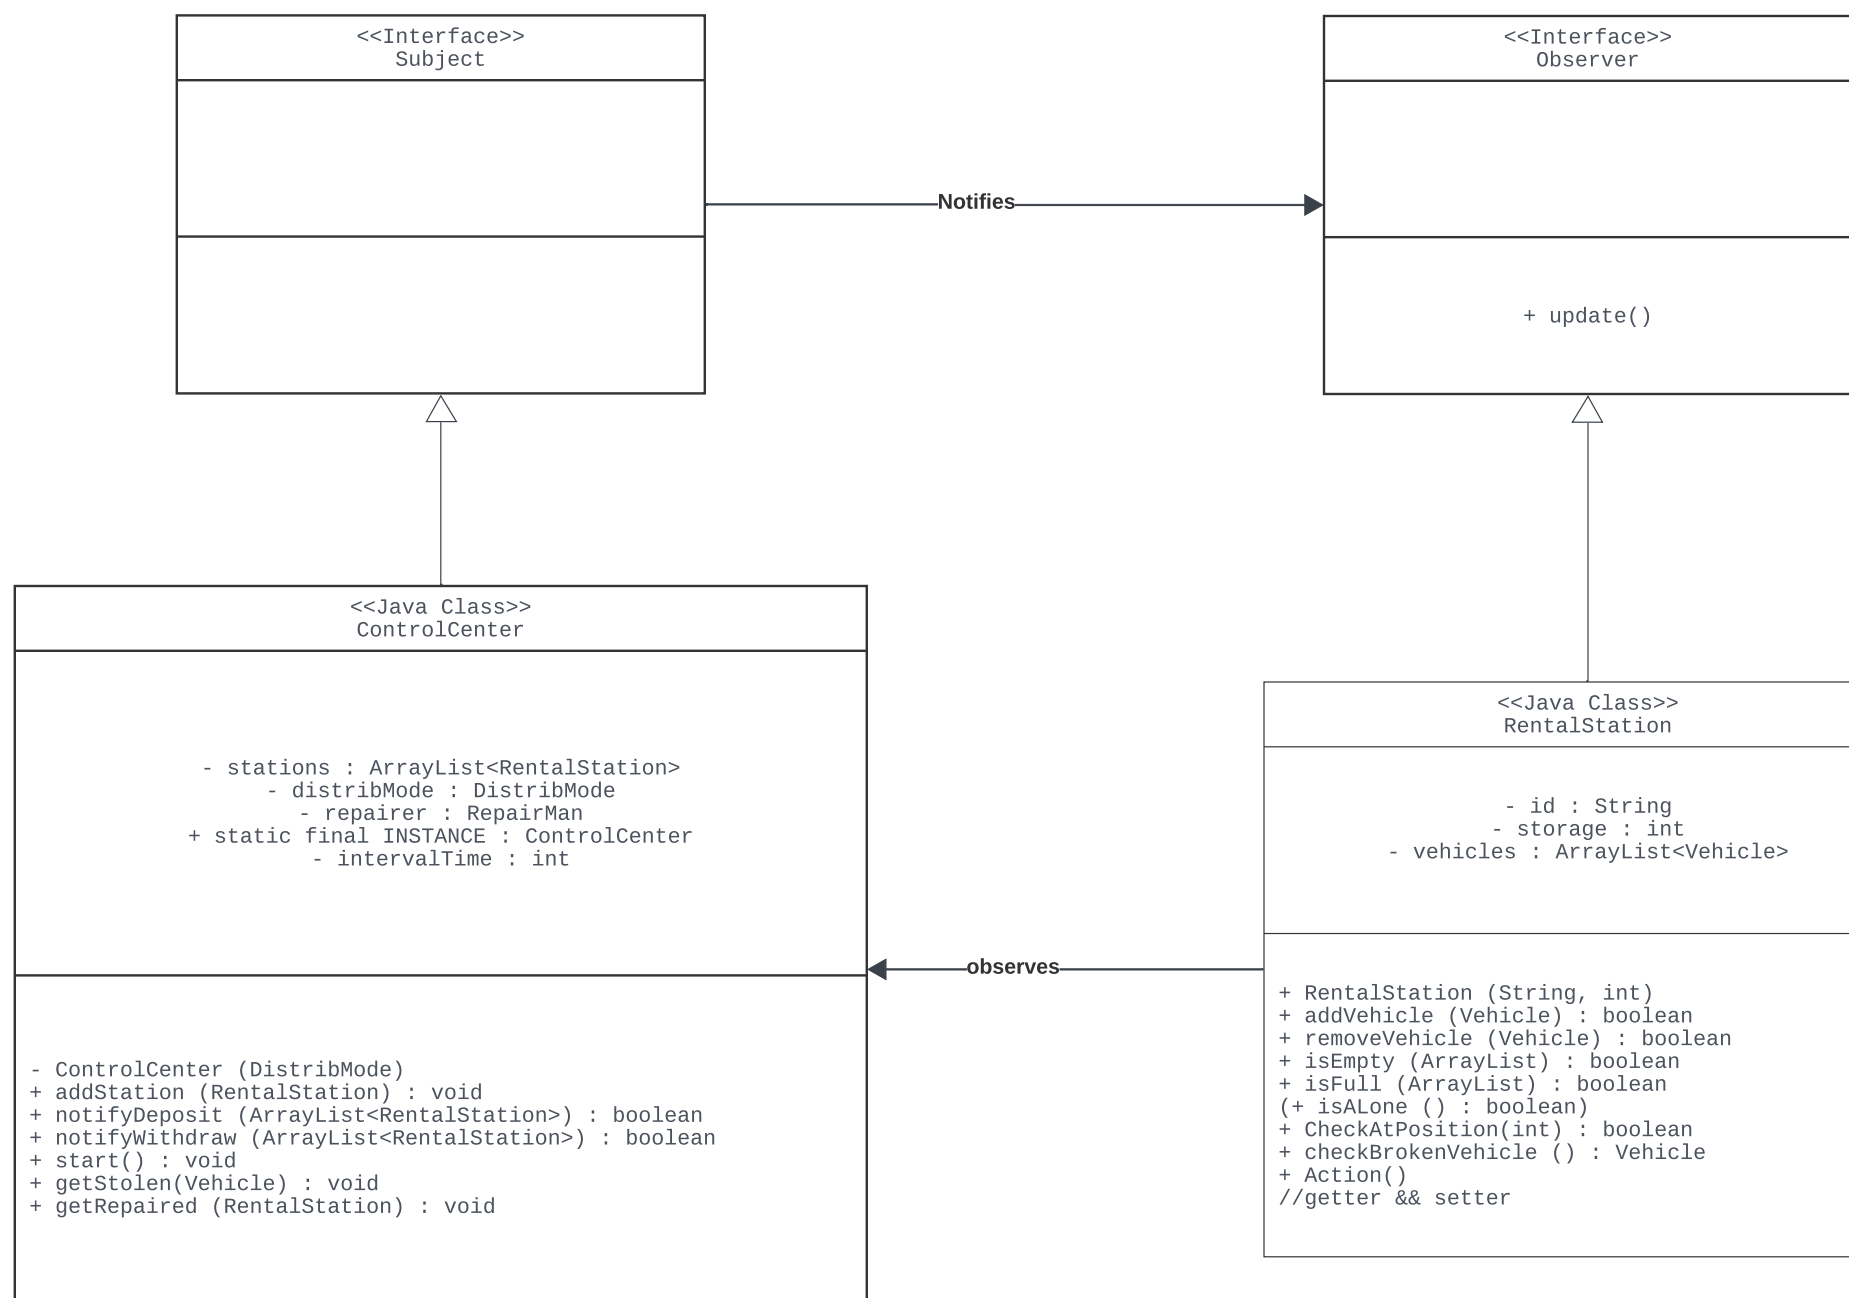 <<Interface>>
Subject
<<Interface>>
Observer
Notifies
+ update()
<<Java Class>>
ControlCenter
- stations : ArrayList<RentalStation>
- distribMode : DistribMode
- repairer : RepairMan
+ static final INSTANCE : ControlCenter
- intervalTime : int
- ControlCenter (DistribMode)
+ addStation (RentalStation) : void
+ notifyDeposit (ArrayList<RentalStation>) : boolean
+ notifyWithdraw (ArrayList<RentalStation>) : boolean
+ start() : void
+ getStolen(Vehicle) : void
+ getRepaired (RentalStation) : void
observes
<<Java Class>>
RentalStation
- id : String
- storage : int
- vehicles : ArrayList<Vehicle>
+ RentalStation (String, int)
+ addVehicle (Vehicle) : boolean
+ removeVehicle (Vehicle) : boolean
+ isEmpty (ArrayList) : boolean
+ isFull (ArrayList) : boolean
(+ isALone () : boolean)
+ CheckAtPosition(int) : boolean
+ checkBrokenVehicle () : Vehicle
+ Action()
//getter && setter